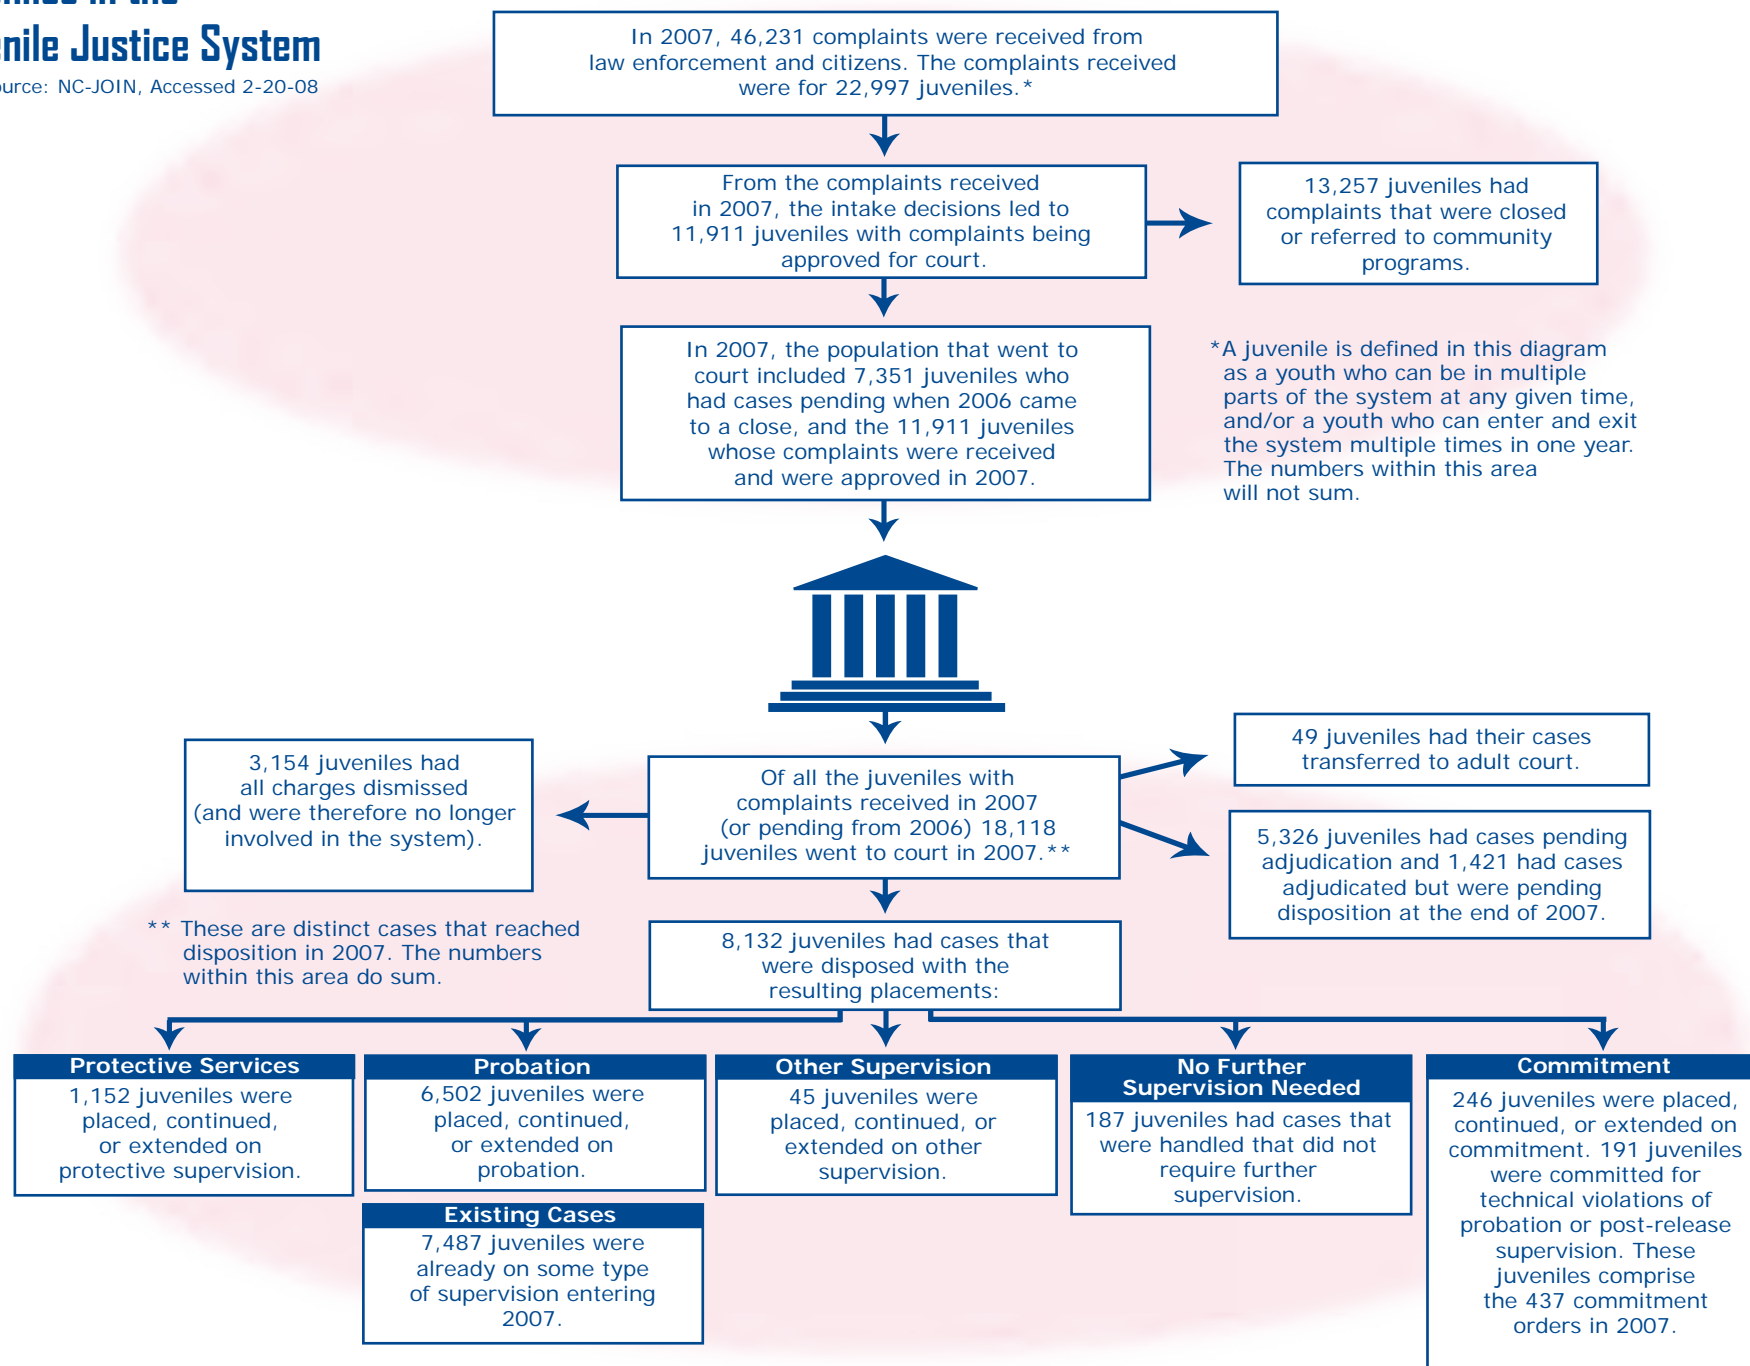 nile Justice System
urce: NC-JOIN, Accessed 2-20-08
In 2007, 46,231 complaints were received from
law enforcement and citizens. The complaints received
were for 22,997 juveniles.*
From the complaints received
in 2007, the intake decisions led to
11,911 juveniles with complaints being
approved for court.
13,257 juveniles had
complaints that were closed
or referred to community
programs.
In 2007, the population that went to
court included 7,351 juveniles who
had cases pending when 2006 came
to a close, and the 11,911 juveniles
whose complaints were received
and were approved in 2007.
*A juvenile is defined in this diagram
as a youth who can be in multiple
parts of the system at any given time,
and/or a youth who can enter and exit
the system multiple times in one year.
The numbers within this area
will not sum.
3,154 juveniles had
all charges dismissed
(and were therefore no longer
involved in the system).
Of all the juveniles with
complaints received in 2007
(or pending from 2006) 18,118
juveniles went to court in 2007.**
49 juveniles had their cases
transferred to adult court.
5,326 juveniles had cases pending
adjudication and 1,421 had cases
adjudicated but were pending
disposition at the end of 2007.
** These are distinct cases that reached
disposition in 2007. The numbers
within this area do sum.
8,132 juveniles had cases that
were disposed with the
resulting placements:
Protective Services
1,152 juveniles were
placed, continued,
or extended on
protective supervision.
Probation
6,502 juveniles were
placed, continued,
or extended on
probation.
Existing Cases
7,487 juveniles were
already on some type
of supervision entering
2007.
Other Supervision
45 juveniles were
placed, continued, or
extended on other
supervision.
No Further
Supervision Needed
187 juveniles had cases that
were handled that did not
require further
supervision.
Commitment
246 juveniles were placed,
continued, or extended on
commitment. 191 juveniles
were committed for
technical violations of
probation or post-release
supervision. These
juveniles comprise
the 437 commitment
orders in 2007.